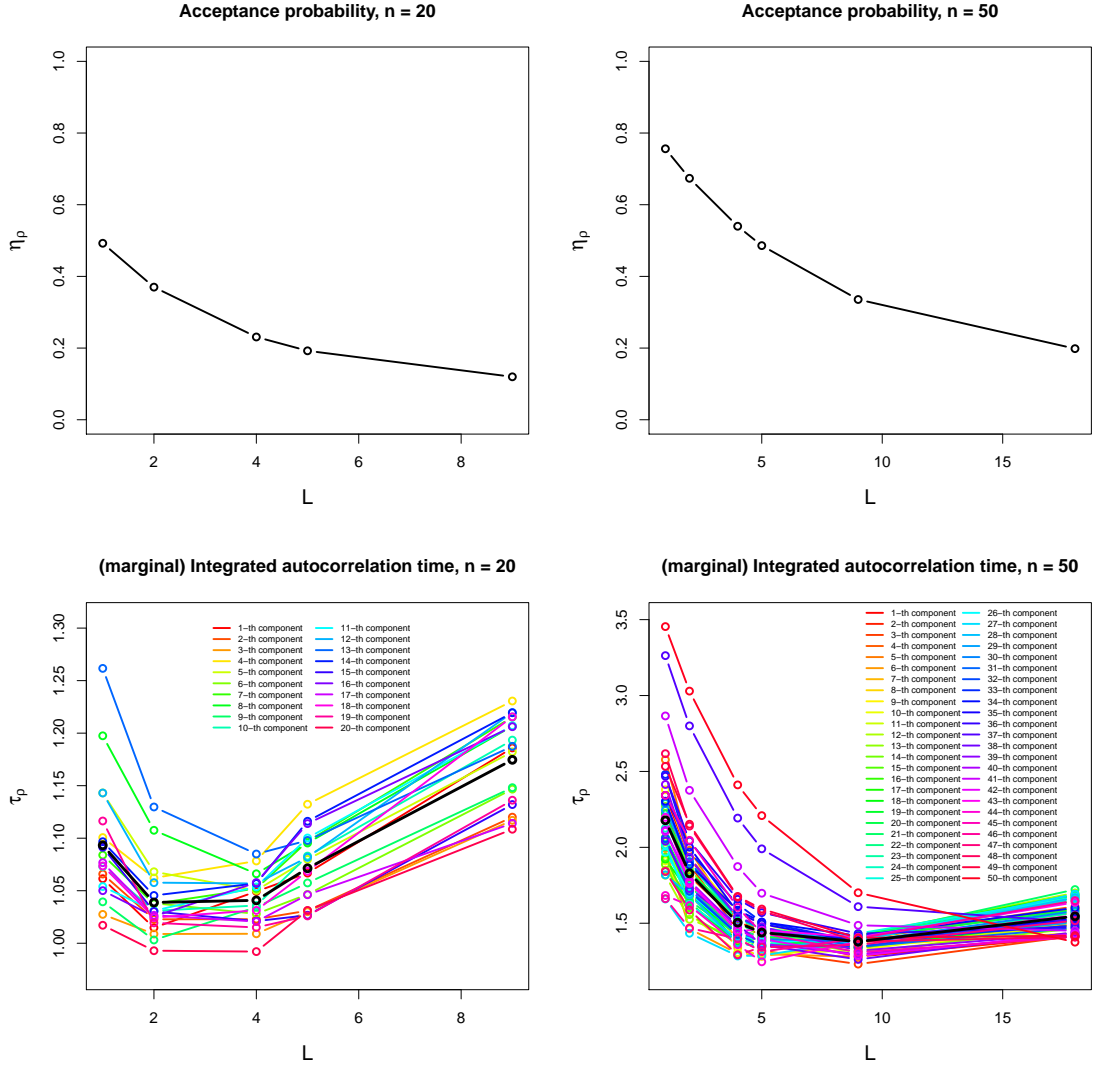 Acceptance probability, n = 20
1.0
0.8
0.6
0.4
0.2
0.0
ηρ
2
4
6
8
L
Acceptance probability, n = 50
1.0
0.8
0.6
0.4
0.2
0.0
ηρ
5
10
15
L
(marginal) Integrated autocorrelation time, n = 20
1.30
1.25
1.20
1.15
1.10
1.05
1.00
τρ
1−th component
2−th component
3−th component
4−th component
5−th component
6−th component
7−th component
8−th component
9−th component
10−th component
11−th component
12−th component
13−th component
14−th component
15−th component
16−th component
17−th component
18−th component
19−th component
20−th component
2
4
6
8
L
(marginal) Integrated autocorrelation time, n = 50
3.5
3.0
2.5
2.0
1.5
τρ
1−th component
2−th component
3−th component
4−th component
5−th component
6−th component
7−th component
8−th component
9−th component
10−th component
11−th component
12−th component
13−th component
14−th component
15−th component
16−th component
17−th component
18−th component
19−th component
20−th component
21−th component
22−th component
23−th component
24−th component
25−th component
26−th component
27−th component
28−th component
29−th component
30−th component
31−th component
32−th component
33−th component
34−th component
35−th component
36−th component
37−th component
38−th component
39−th component
40−th component
41−th component
42−th component
43−th component
44−th component
45−th component
46−th component
47−th component
48−th component
49−th component
50−th component
5
10
15
L